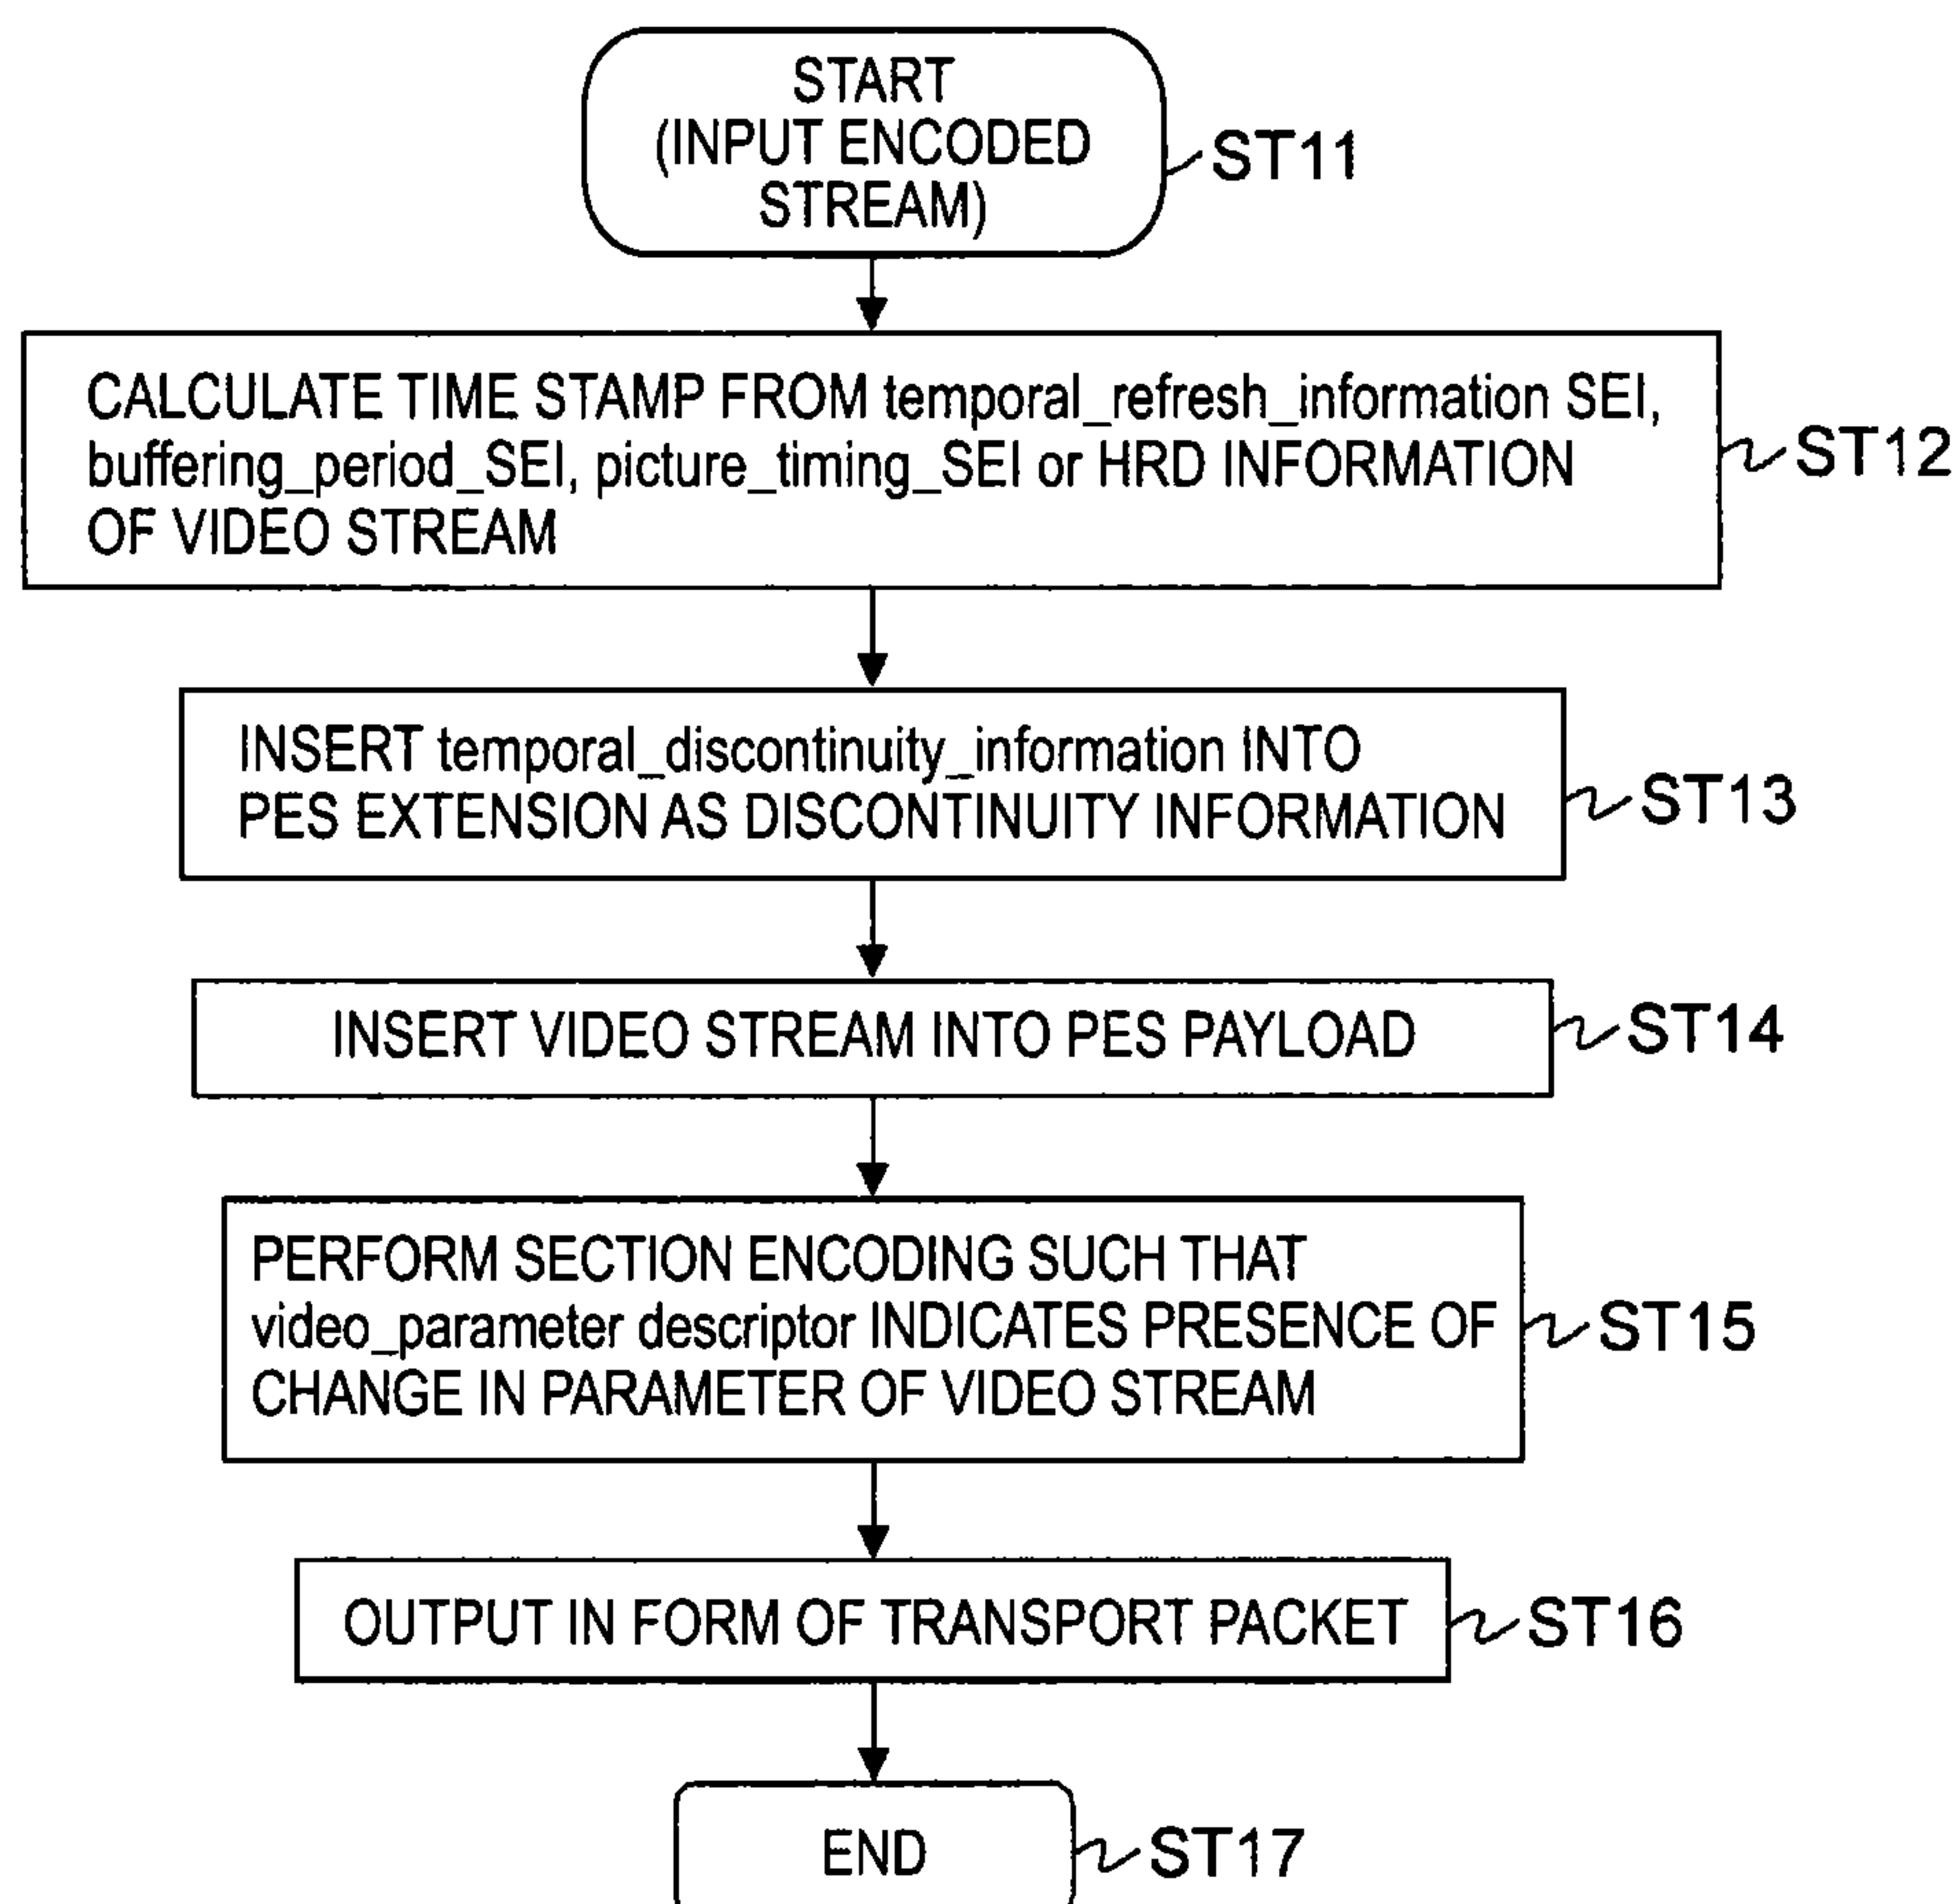 START
(INPUT ENCODED
STREAM)
ST11
CALCULATE TIME STAMP FROM temporal_refresh_information SEI,
buffering_period_SEI, picture_timing_SEI or HRD INFORMATION
OF VIDEO STREAM
ST12
INSERT temporal_discontinuity_information INTO
PES EXTENSION AS DISCONTINUITY INFORMATION
ST13
INSERT VIDEO STREAM INTO PES PAYLOAD
ST14
PERFORM SECTION ENCODING SUCH THAT
video_parameter descriptor INDICATES PRESENCE OF
CHANGE IN PARAMETER OF VIDEO STREAM
ST15
OUTPUT IN FORM OF TRANSPORT PACKET
ST16
END
ST17